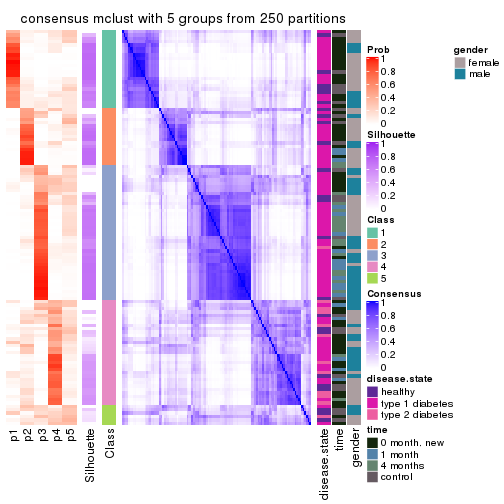 consensus mclust with 5 groups from 250 partitions
Prob
1
0.8
0.6
0.4
0.2
0
gender
female
male
Silhouette
1
0.8
0.6
0.4
0.2
0
Class
1
2
3
4
5
Consensus
1
0.8
0.6
0.4
0.2
0
disease.state
healthy
type 1 diabetes
type 2 diabetes
time
0 month. new
1 month
4 months
control
p1
p2
p3
p4
p5
Silhouette
Class
disease.state
time
gender